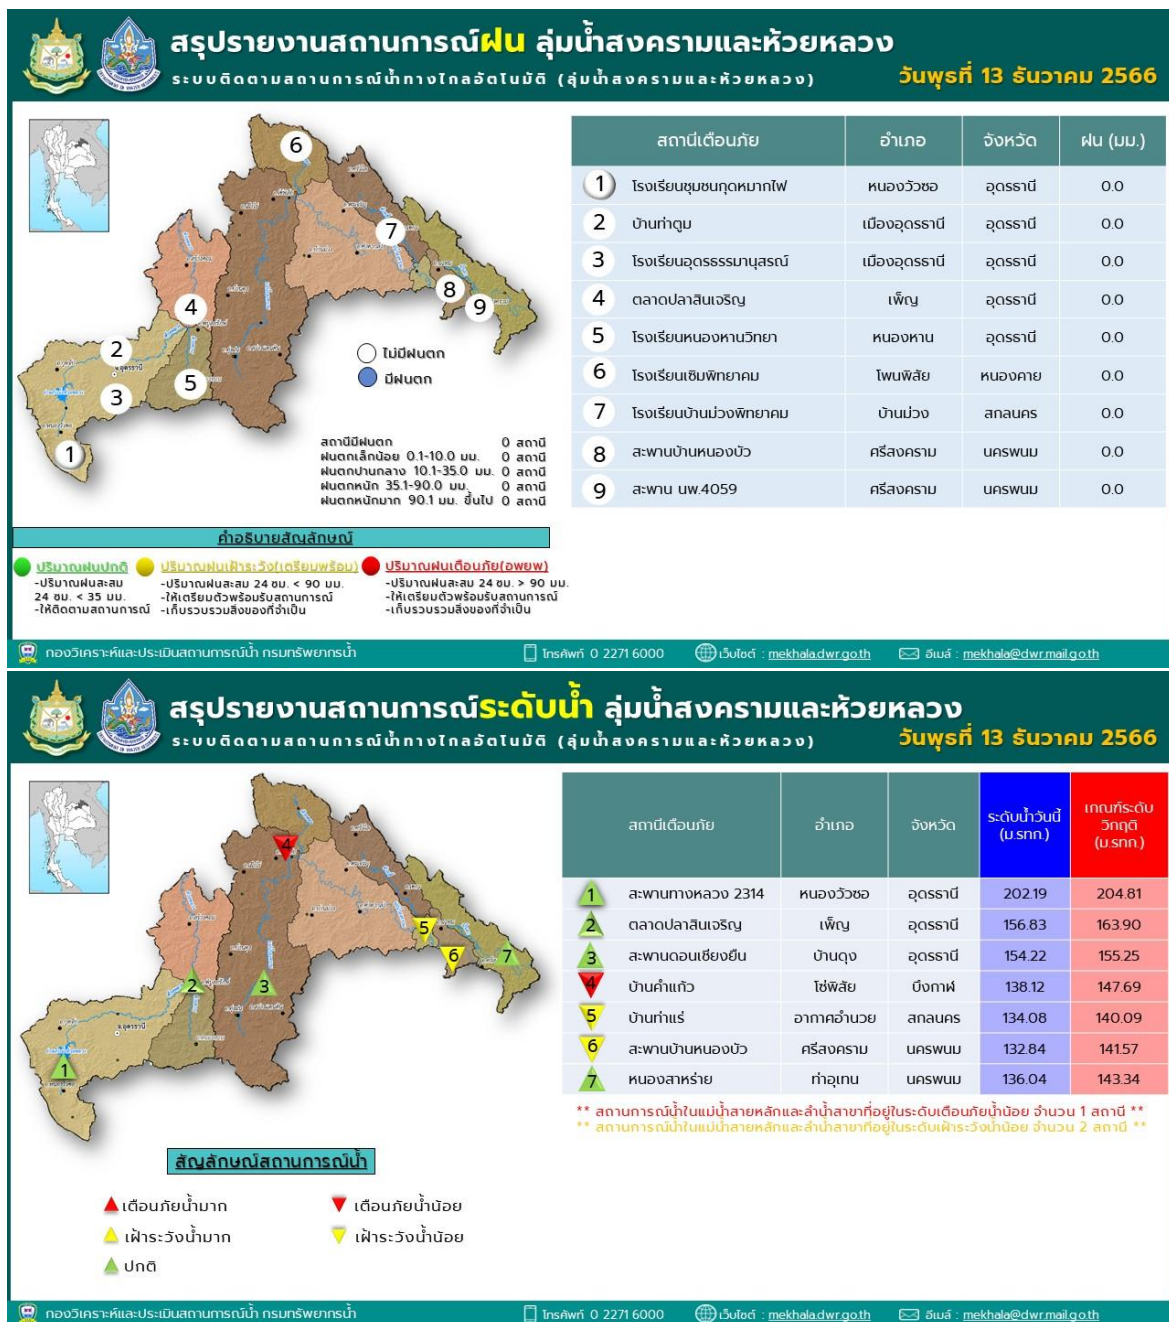 สรุปรายงานสถานการณ์ฝน ลุ่มน้ำสงครามและห้วยหลวง
ระบบติดตามสถานการณ์น้ำทางไกลอัตโนมัติ (ลุ่มน้ำสงครามและห้วยหลวง)
วันพุธที่ 13 ธันวาคม 2566
สถานีเตือนภัย อำเภอ จังหวัด ฝน (มม.)
1 โรงเรียนชุมชนกุดหมากไฟ หนองวัวซอ อุดรธานี 0.0
2 บ้านท่าตูม เมืองอุดรธานี อุดรธานี 0.0
3 โรงเรียนอุดรธรรมานุสรณ์ เมืองอุดรธานี อุดรธานี 0.0
4 ตลาดปลาสินเจริญ เพ็ญ อุดรธานี 0.0
5 โรงเรียนหนองหานวิทยา หนองหาน อุดรธานี 0.0
6 โรงเรียนเซิมพิทยาคม โพนพิสัย หนองคาย 0.0
7 โรงเรียนบ้านม่วงพิทยาคม บ้านม่วง สกลนคร 0.0
8 สะพานบ้านหนองบัว ศรีสงคราม นครพนม 0.0
9 สะพาน นพ.4059 ศรีสงคราม นครพนม 0.0
6
7
8
9
4
2
3
5
1
อ.อุดรธานี
ไม่มีฝนตก
มีฝนตก
สถานีมีฝนตก 0 สถานี
ฝนตกเล็กน้อย 0.1-10.0 มม. 0 สถานี
ฝนตกปานกลาง 10.1-35.0 มม. 0 สถานี
ฝนตกหนัก 35.1-90.0 มม. 0 สถานี
ฝนตกหนักมาก 90.1 มม. ขึ้นไป 0 สถานี
คำอธิบายสัญลักษณ์
ปริมาณฝนปกติ
-ปริมาณฝนสะสม
24 ชม. < 35 มม.
-ให้ติดตามสถานการณ์
ปริมาณฝนเฝ้าระวัง(เตรียมพร้อม)
-ปริมาณฝนสะสม 24 ชม. < 90 มม.
-ให้เตรียมตัวพร้อมรับสถานการณ์
-เก็บรวบรวมสิ่งของที่จำเป็น
ปริมาณฝนเตือนภัย(อพยพ)
-ปริมาณฝนสะสม 24 ชม. > 90 มม.
-ให้เตรียมตัวพร้อมรับสถานการณ์
-เก็บรวบรวมสิ่งของที่จำเป็น
กองวิเคราะห์และประเมินสถานการณ์น้ำ กรมทรัพยากรน้ำ โทรศัพท์ 0 2271 6000 เว็บไซต์ : mekhala.dwr.go.th อีเมล์ : mekhala@dwr.mail.go.th
สรุปรายงานสถานการณ์ระดับน้ำ ลุ่มน้ำสงครามและห้วยหลวง
ระบบติดตามสถานการณ์น้ำทางไกลอัตโนมัติ (ลุ่มน้ำสงครามและห้วยหลวง)
วันพุธที่ 13 ธันวาคม 2566
สถานีเตือนภัย อำเภอ จังหวัด ระดับน้ำวันนี้ (ม.รทก.) เกณฑ์ระดับวิกฤติ (ม.รทก.)
1 สะพานทางหลวง 2314 หนองวัวซอ อุดรธานี 202.19 204.81
2 ตลาดปลาสินเจริญ เพ็ญ อุดรธานี 156.83 163.90
3 สะพานดอนเชียงยืน บ้านดุง อุดรธานี 154.22 155.25
4 บ้านคำแก้ว โซ่พิสัย บึงกาฬ 138.12 147.69
5 บ้านท่าแร่ อากาศอำนวย สกลนคร 134.08 140.09
6 สะพานบ้านหนองบัว ศรีสงคราม นครพนม 132.84 141.57
7 หนองสาหร่าย ท่าอุเทน นครพนม 136.04 143.34
** สถานการณ์น้ำในแม่น้ำสายหลักและลำน้ำสาขาที่อยู่ในระดับเตือนภัยน้ำน้อย จำนวน 1 สถานี **
** สถานการณ์น้ำในแม่น้ำสายหลักและลำน้ำสาขาที่อยู่ในระดับเฝ้าระวังน้ำน้อย จำนวน 2 สถานี **
4
5
6
7
2
3
1
อ.อุดรธานี
สัญลักษณ์สถานการณ์น้ำ
เตือนภัยน้ำมาก เตือนภัยน้ำน้อย
เฝ้าระวังน้ำมาก เฝ้าระวังน้ำน้อย
ปกติ
กองวิเคราะห์และประเมินสถานการณ์น้ำ กรมทรัพยากรน้ำ โทรศัพท์ 0 2271 6000 เว็บไซต์ : mekhala.dwr.go.th อีเมล์ : mekhala@dwr.mail.go.th